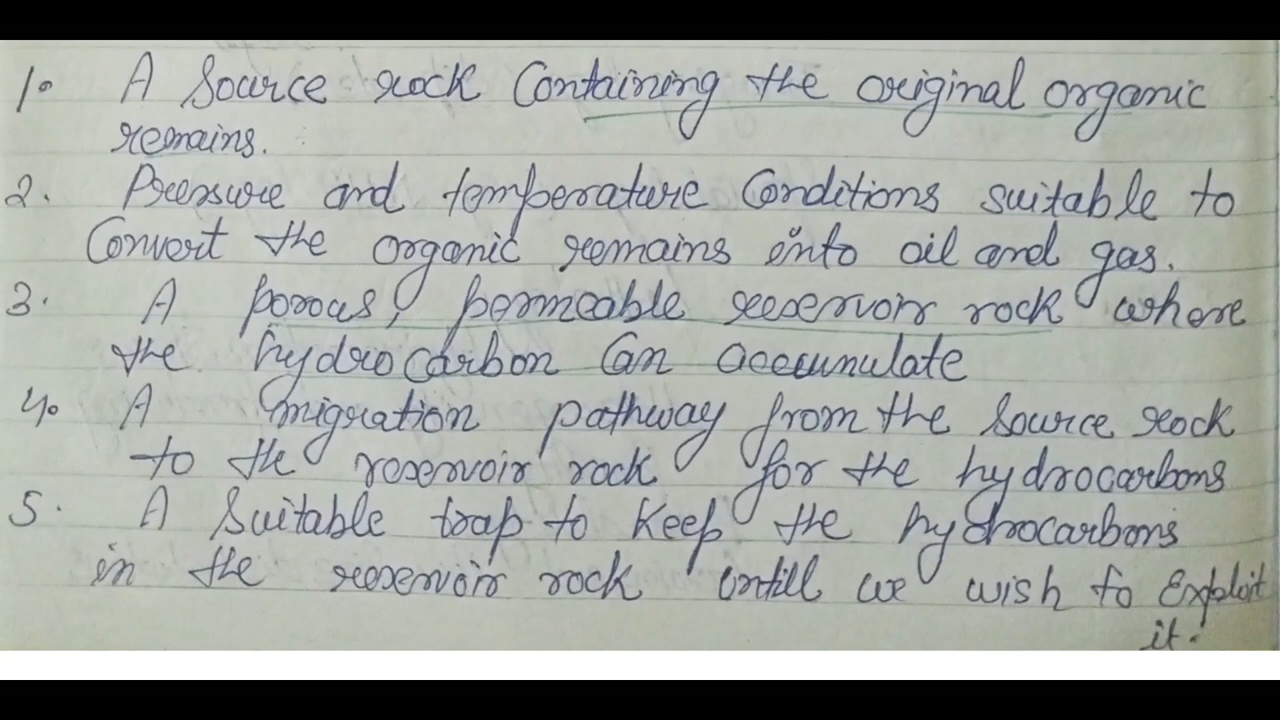 1. A Source rock Containing the original organic
remains.
2. Pressure and temperature Conditions suitable to
Convert the organic remains into oil and gas.
3. A porous, permeable reservoir rock where
the hydrocarbon Can accumulate
4. A migration pathway from the Source rock
to the reservoir rock for the hydrocarbons
5. A Suitable trap to Keep the hydrocarbons
in the reservoir rock untill we wish to Exploit
it.